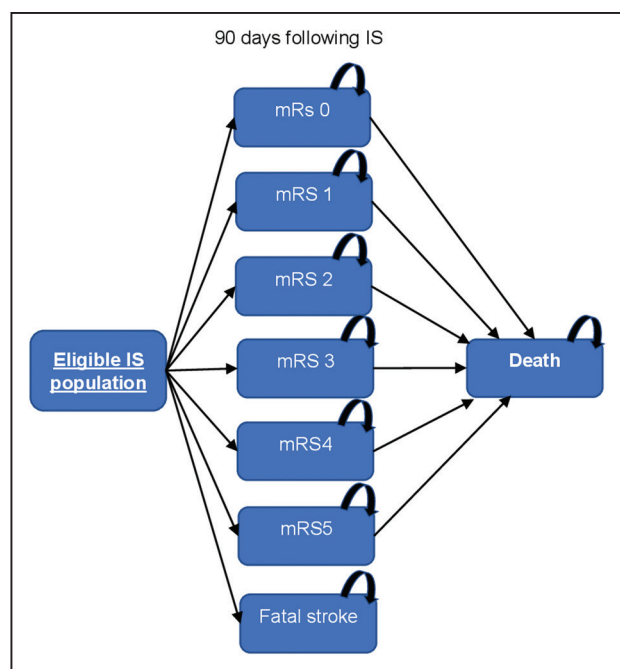 90 days following IS
mRs 0
mRS 1
mRS 2
Eligible IS
population
mRS 3
Death
mRS4
mRS5
Fatal stroke